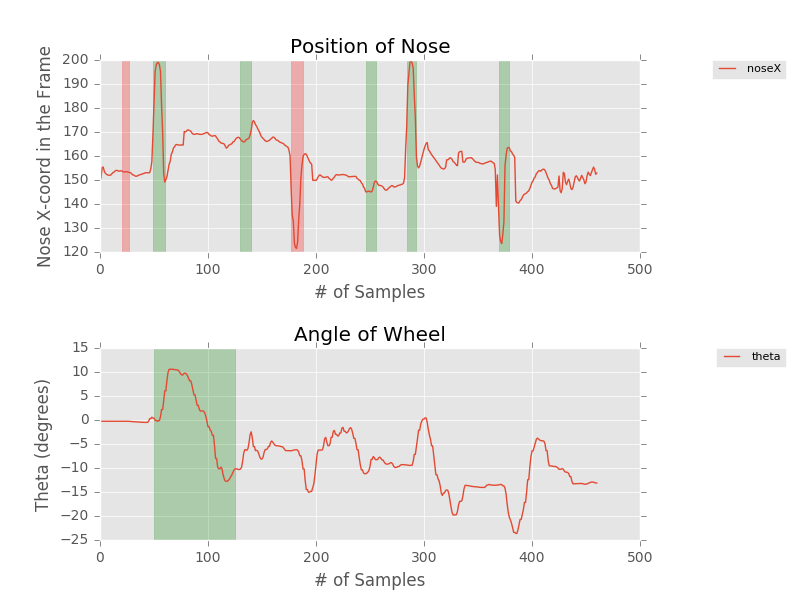 Position of Nose
Nose X-coord in the Frame
200
190
180
170
160
150
140
130
120
0 100 200 300 400 500
# of Samples
noseX
Angle of Wheel
Theta (degrees)
15
10
5
0
−5
−10
−15
−20
−25
0 100 200 300 400 500
# of Samples
theta